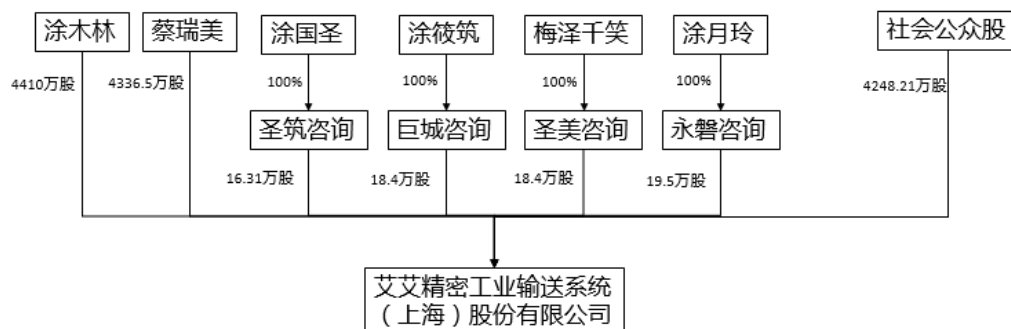 涂木林
蔡瑞美
涂国圣
涂筱筑
梅泽千笑
涂月玲
社会公众股
4410万股
4336.5万股
100%
100%
100%
100%
4248.21万股
圣筑咨询
巨城咨询
圣美咨询
永磐咨询
16.31万股
18.4万股
18.4万股
19.5万股
艾艾精密工业输送系统
（上海）股份有限公司